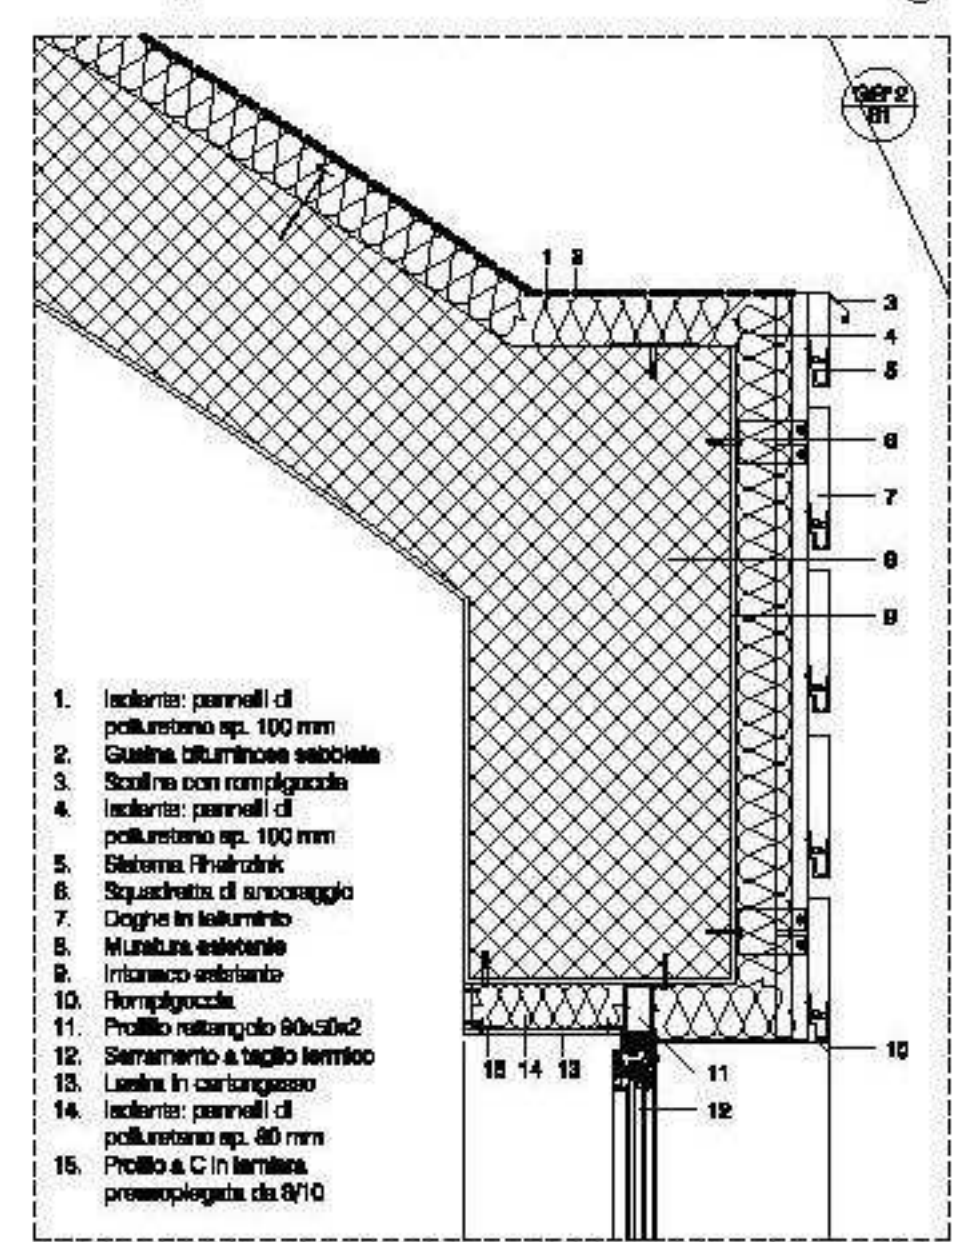 B1
1 2
3
4
5
6
7
8
9
1. Isolante: pannelli di
poliuretano sp. 100 mm
2. Guaina bituminosa sabbiata
3. Scolina con rompigoccia
4. Isolante: pannelli di
poliuretano sp. 100 mm
5. Sistema Rheinzink
6. Squadretta di ancoraggio
7. Doghe in
8. Muratura esistente
9. Intonaco esistente
10. Rompigoccia
11. Profilo rettangolo
12. Serramento a taglio termico
13. Lastra in cartongesso
14. Isolante: pannelli di
poliuretano sp. 80 mm
15. Profilo a C in lamiera
pressopiegata da 8/10
15 14 13
11
12
10